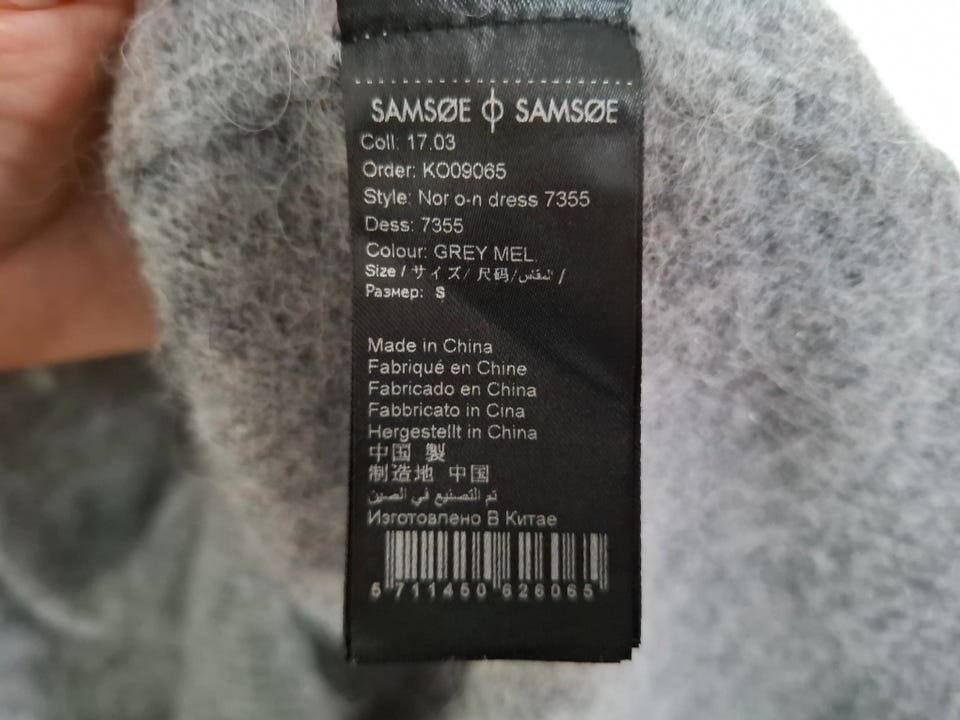 SAMSØE ϕ SAMSØE
Coll: 17.03
Order: KO09065
Style: Nor o-n dress 7355
Dess: 7355
Colour: GREY MEL.
Size / サイズ/ 尺码/المقاس /
Размер: S
Made in China
Fabriqué en Chine
Fabricado en China
Fabbricato in Cina
Hergestellt in China
中国 製
制造地 中国
تم التصنيع في الصين
Изготовлено В Китае
5 711450 626065